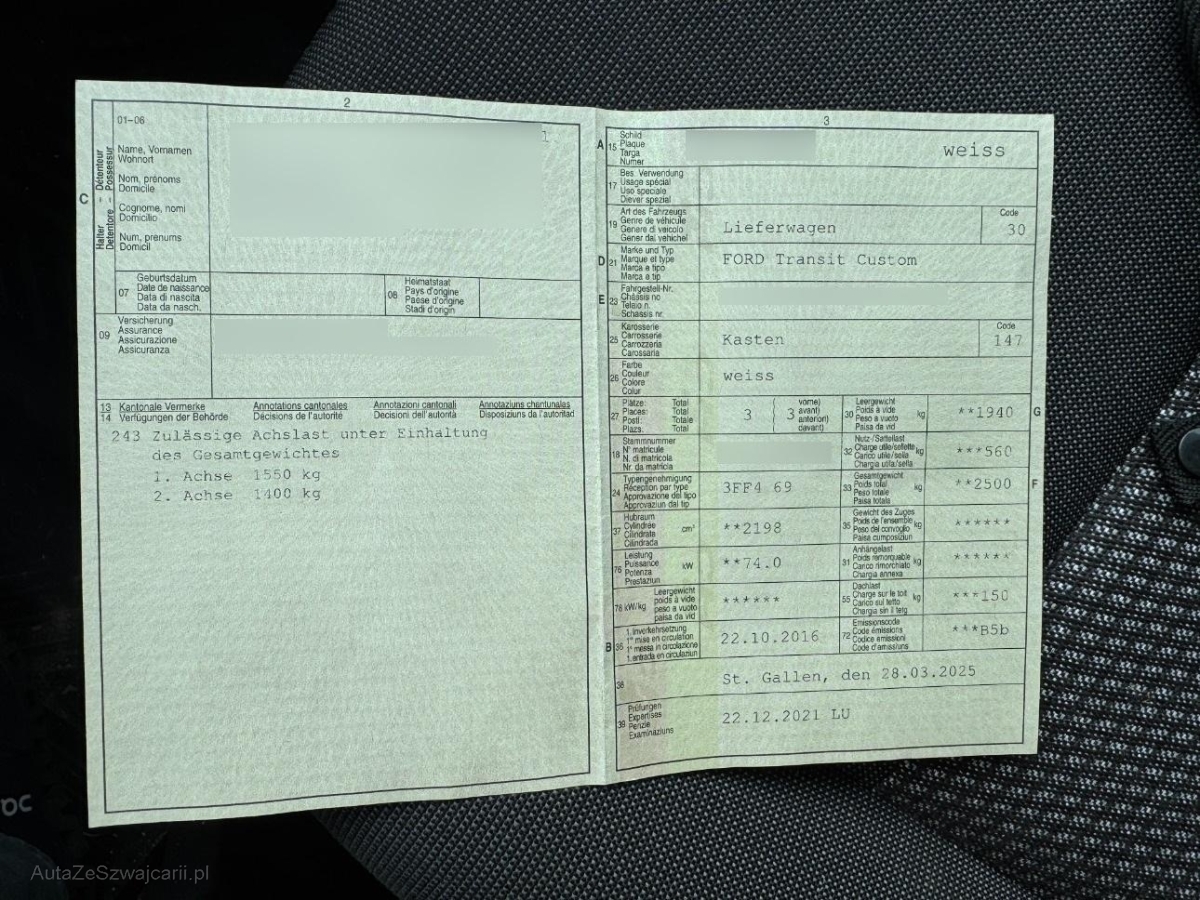 2
01–06
1
C
Halter – Détenteur
Detentore – Possessur
Name, Vornamen
Wohnort
Nom, prénoms
Domicile
Cognome, nomi
Domicilio
Num, prenums
Domicil
07
Geburtsdatum
Date de naissance
Data di nascita
Data da nasch.
08
Heimatstaat
Pays d'origine
Paese d'origine
Stadi d'origin
09
Versicherung
Assurance
Assicurazione
Assicuranza
13 Kantonale Vermerke Annotations cantonales Annotazioni cantonali Annotaziuns chantunales
14 Verfügungen der Behörde Décisions de l'autorité Decisioni dell'autorità Disposiziuns da l'autoritad
243 Zulässige Achslast unter Einhaltung
des Gesamtgewichtes
1. Achse 1550 kg
2. Achse 1400 kg
3
A 15
Schild
Plaque
Targa
Numer
weiss
17
Bes. Verwendung
Usage spécial
Uso speciale
Diever spezial
19
Art des Fahrzeugs
Genre de véhicule
Genere di veicolo
Gener dal vehichel
Lieferwagen
Code
30
D 21
Marke und Typ
Marque et type
Marca e tipo
Marca e tip
FORD Transit Custom
E 23
Fahrgestell-Nr.
Châssis no
Telaio n.
Schassis nr.
25
Karosserie
Carrosserie
Carrozzeria
Carossaria
Kasten
Code
147
26
Farbe
Couleur
Colore
Colur
weiss
27
Plätze: Total
Places: Total
Posti: Totale
Plazs: Total
3 ( 3
vorne)
avant)
anteriori)
davant)
30
Leergewicht
Poids à vide
Peso a vuoto
Paisa da vid
kg
**1940
G
18
Stammnummer
N° matricule
N. di matricola
Nr. da matricla
32
Nutz-/Sattellast
Charge utile/sellette
Carico utile/sella
Chargia utila/sella
kg
***560
24
Typengenehmigung
Réception par type
Approvazione del tipo
Approvaziun dal tip
3FF4 69
33
Gesamtgewicht
Poids total
Peso totale
Paisa totala
kg
**2500
F
37
Hubraum
Cylindrée
Cilindrata
Cilindrada
cm³
**2198
35
Gewicht des Zuges
Poids de l'ensemble
Peso del convoglio
Paisa cumposiziun
kg
******
76
Leistung
Puissance
Potenza
Prestaziun
kW
**74.0
31
Anhängelast
Poids remorquable
Carico rimorchiato
Chargia annexa
kg
******
78 kW/kg
Leergewicht
poids à vide
peso a vuoto
paisa da vid
******
55
Dachlast
Charge sur le toit
Carico sul tetto
Chargia sin il tetg
kg
***150
B 36
1. Inverkehrsetzung
1re mise en circulation
1a messa in circolazione
1. entrada en circulaziun
22.10.2016
72
Emissionscode
Code émissions
Codice emissioni
Code d'emissiuns
***B5b
38
St. Gallen, den 28.03.2025
39
Prüfungen
Expertises
Perizie
Examinaziuns
22.12.2021 LU
AutaZeSzwajcarii.pl